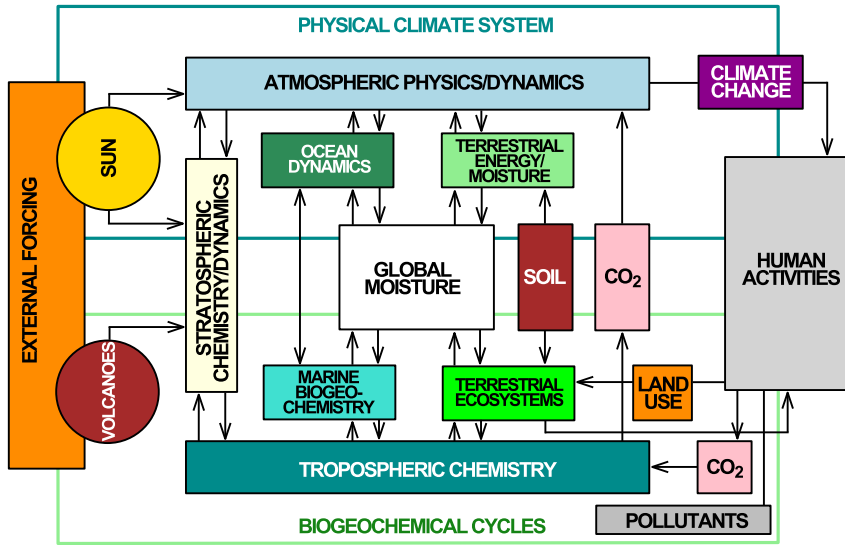 PHYSICAL CLIMATE SYSTEM
ATMOSPHERIC PHYSICS/DYNAMICS
CLIMATE
CHANGE
EXTERNAL FORCING
SUN
OCEAN
DYNAMICS
TERRESTRIAL
ENERGY/
MOISTURE
STRATOSPHERIC
CHEMISTRY/DYNAMICS
GLOBAL
MOISTURE
SOIL
CO₂
HUMAN
ACTIVITIES
VOLCANOES
MARINE
BIOGEO-
CHEMISTRY
TERRESTRIAL
ECOSYSTEMS
LAND
USE
TROPOSPHERIC CHEMISTRY
CO₂
POLLUTANTS
BIOGEOCHEMICAL CYCLES